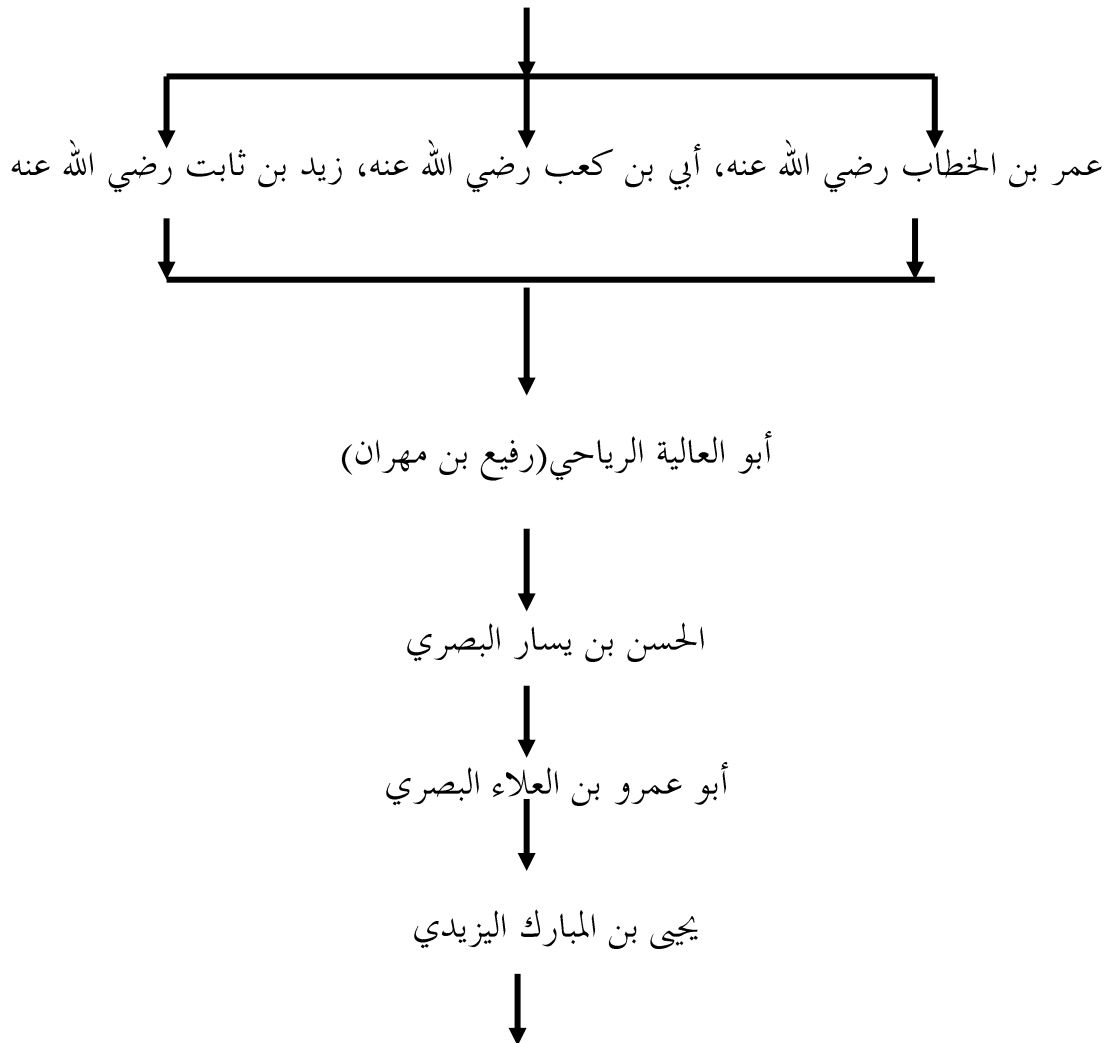 عمر بن الخطاب رضي الله عنه، أبي بن كعب رضي الله عنه، زيد بن ثابت رضي الله عنه
أبو العالية الرياحي(رفيع بن مهران)
الحسن بن يسار البصري
أبو عمرو بن العلاء البصري
يحيى بن المبارك اليزيدي